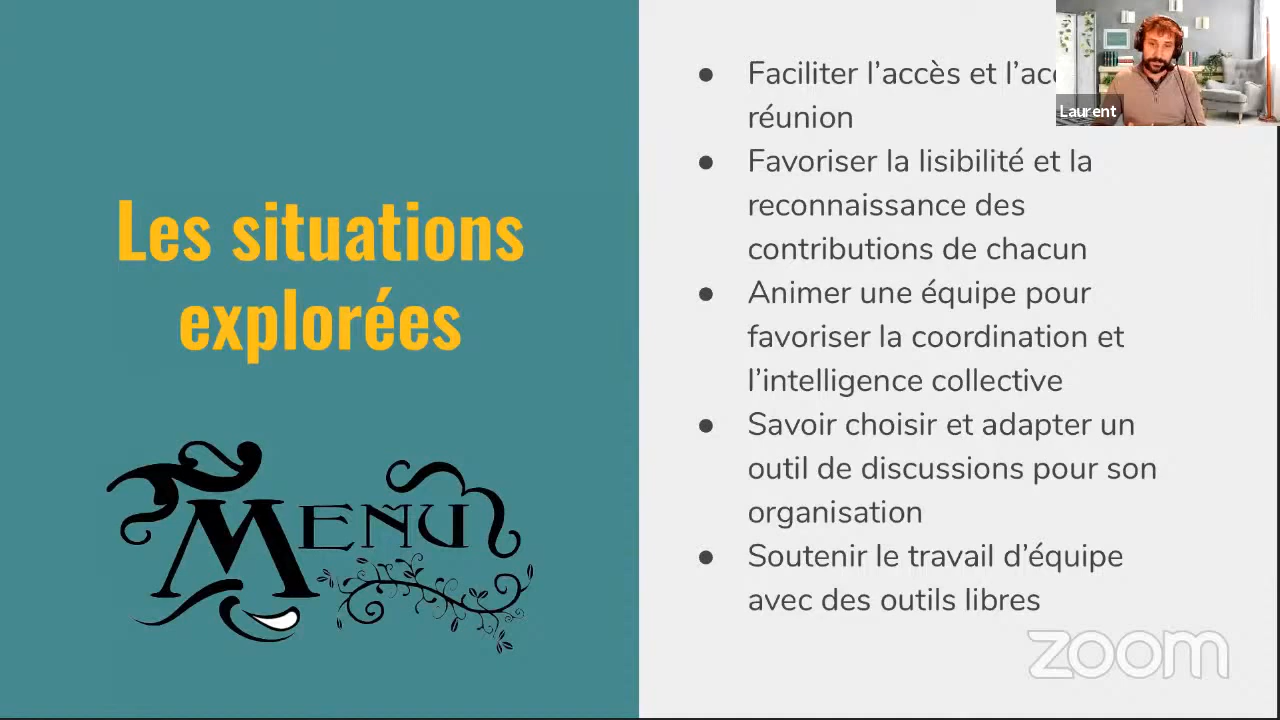 Les situations
explorées
MENU
● Faciliter l’accès et l’
réunion
● Favoriser la lisibilité et la
reconnaissance des
contributions de chacun
● Animer une équipe pour
favoriser la coordination et
l’intelligence collective
● Savoir choisir et adapter un
outil de discussions pour son
organisation
● Soutenir le travail d’équipe
avec des outils libres
Laurent
zoom